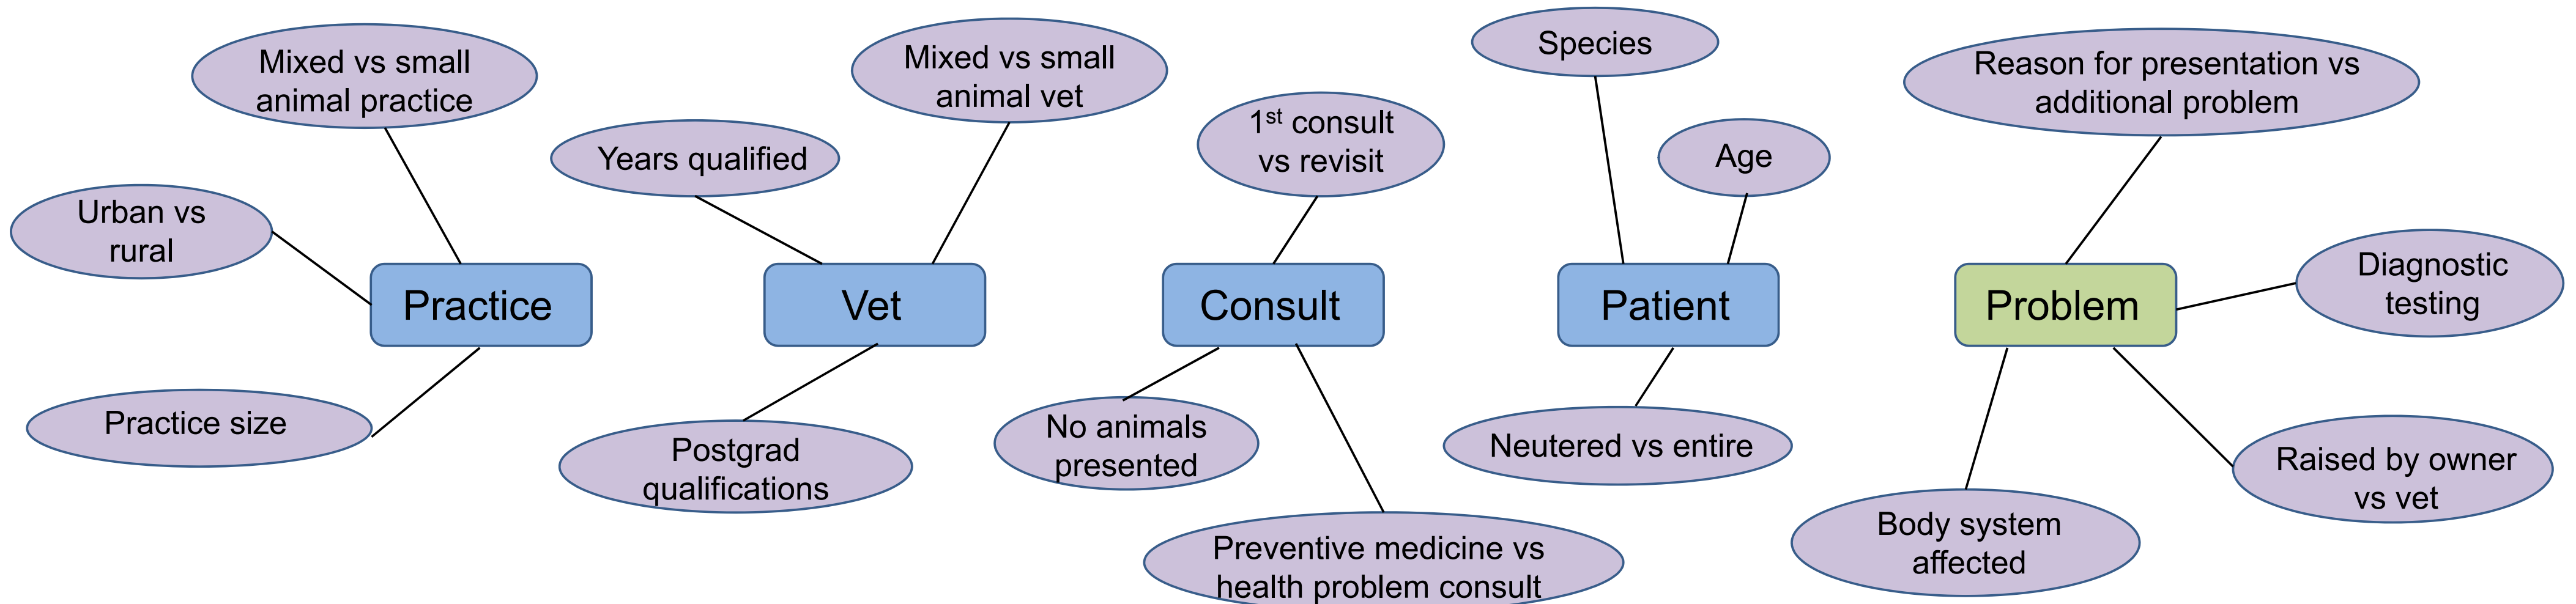 Mixed vs small
animal practice
Urban vs
rural
Practice
Practice size
Years qualified
Mixed vs small
animal vet
Vet
Postgrad
qualifications
1st consult
vs revisit
Consult
No animals
presented
Preventive medicine vs
health problem consult
Species
Age
Patient
Neutered vs entire
Reason for presentation vs
additional problem
Diagnostic
testing
Problem
Raised by owner
vs vet
Body system
affected